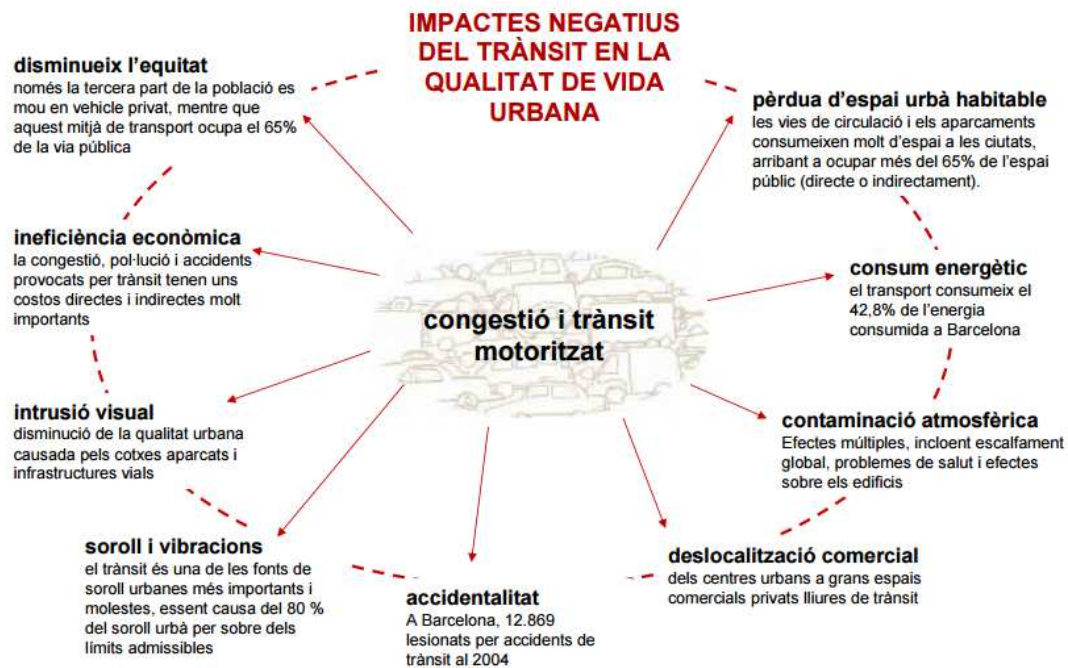 IMPACTES NEGATIUS
DEL TRÀNSIT EN LA
QUALITAT DE VIDA
URBANA
disminueix l'equitat
només la tercera part de la població es
mou en vehicle privat, mentre que
aquest mitjà de transport ocupa el 65%
de la via pública
pèrdua d'espai urbà habitable
les vies de circulació i els aparcaments
consumeixen molt d'espai a les ciutats,
arribant a ocupar més del 65% de l'espai
públic (directe o indirectament).
ineficiència econòmica
la congestió, pol·lució i accidents
provocats per trànsit tenen uns
costos directes i indirectes molt
importants
consum energètic
el transport consumeix el
42,8% de l'energia
consumida a Barcelona
congestió i trànsit
motoritzat
intrusió visual
disminució de la qualitat urbana
causada pels cotxes aparcats i
infrastructures vials
contaminació atmosfèrica
Efectes múltiples, incloent escalfament
global, problemes de salut i efectes
sobre els edificis
soroll i vibracions
el trànsit és una de les fonts de
soroll urbanes més importants i
molestes, essent causa del 80 %
del soroll urbà per sobre dels
límits admissibles
accidentalitat
A Barcelona, 12.869
lesionats per accidents de
trànsit al 2004
deslocalització comercial
dels centres urbans a grans espais
comercials privats lliures de trànsit